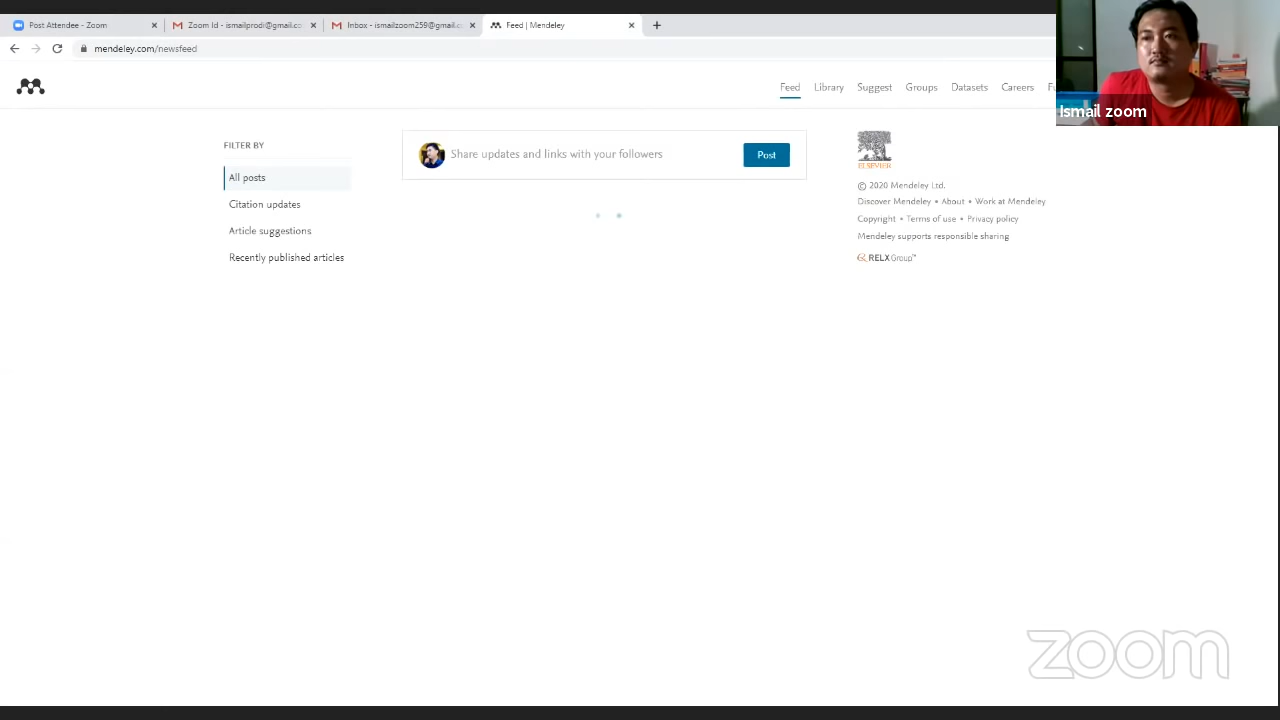 Post Attendee - Zoom
Zoom Id - ismailprodi@gmail.co
Inbox - ismailzoom259@gmail.c
Feed | Mendeley
mendeley.com/newsfeed
Feed Library Suggest Groups Datasets Careers
Ismail zoom
FILTER BY
All posts
Citation updates
Article suggestions
Recently published articles
Share updates and links with your followers
Post
ELSEVIER
© 2020 Mendeley Ltd.
Discover Mendeley • About • Work at Mendeley
Copyright • Terms of use • Privacy policy
Mendeley supports responsible sharing
RELX Group™
zoom